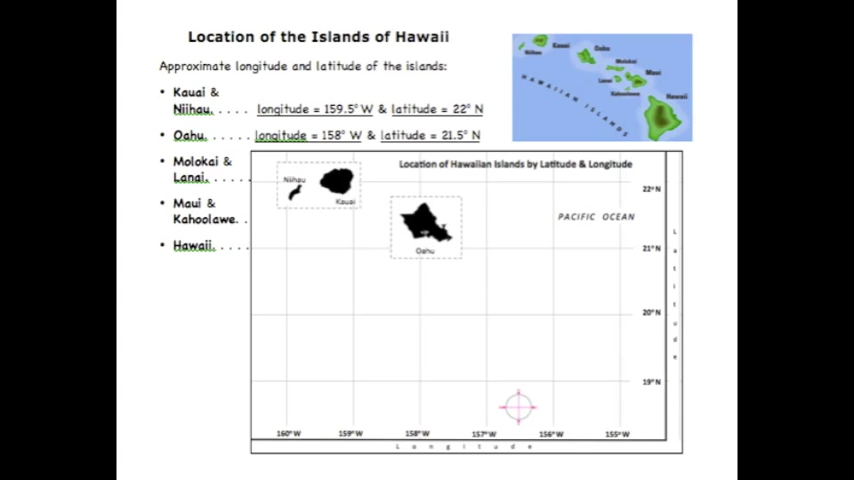 Location of the Islands of Hawaii
Approximate longitude and latitude of the islands:
• Kauai &
Niihau. . . . . longitude = 159.5° W & latitude = 22° N
• Oahu. . . . . . longitude = 158° W & latitude = 21.5° N
• Molokai &
Lanai. . . . . .
• Maui &
Kahoolawe. .
• Hawaii. . . . .
Niihau
Kauai
Oahu
Molokai
Lanai
Maui
Kahoolawe
Hawaii
HAWAIIAN ISLANDS
Location of Hawaiian Islands by Latitude & Longitude
Niihau
Kauai
Oahu
PACIFIC OCEAN
22° N
21° N
20° N
19° N
Latitude
160° W 159° W 158° W 157° W 156° W 155° W
Longitude